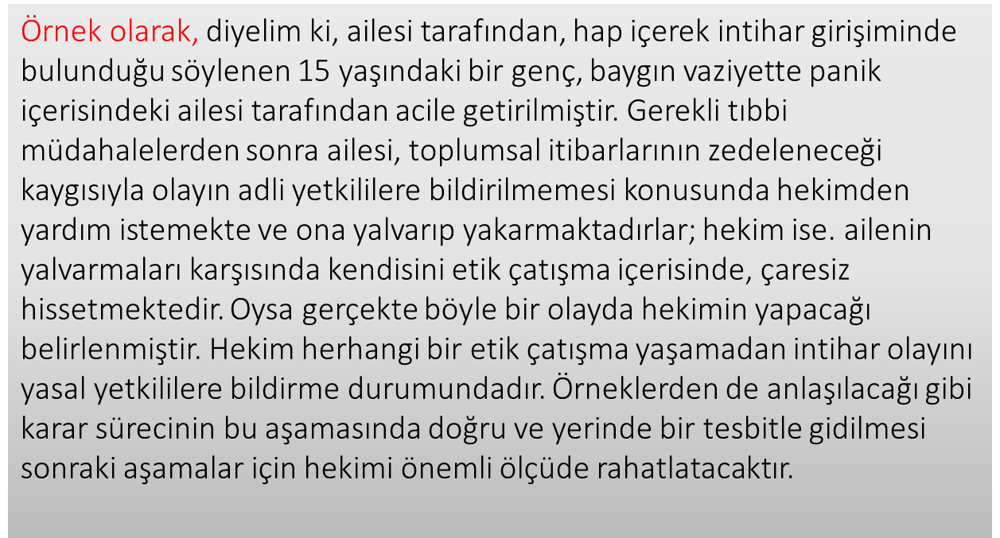 Örnek olarak, diyelim ki, ailesi tarafından, hap içerek intihar girişiminde
bulunduğu söylenen 15 yaşındaki bir genç, baygın vaziyette panik
içerisindeki ailesi tarafından acile getirilmiştir. Gerekli tıbbi
müdahalelerden sonra ailesi, toplumsal itibarlarının zedeleneceği
kaygısıyla olayın adli yetkililere bildirilmemesi konusunda hekimden
yardım istemekte ve ona yalvarıp yakarmaktadırlar; hekim ise. ailenin
yalvarmaları karşısında kendisini etik çatışma içerisinde, çaresiz
hissetmektedir. Oysa gerçekte böyle bir olayda hekimin yapacağı
belirlenmiştir. Hekim herhangi bir etik çatışma yaşamadan intihar olayını
yasal yetkililere bildirme durumundadır. Örneklerden de anlaşılacağı gibi
karar sürecinin bu aşamasında doğru ve yerinde bir tesbitle gidilmesi
sonraki aşamalar için hekimi önemli ölçüde rahatlatacaktır.